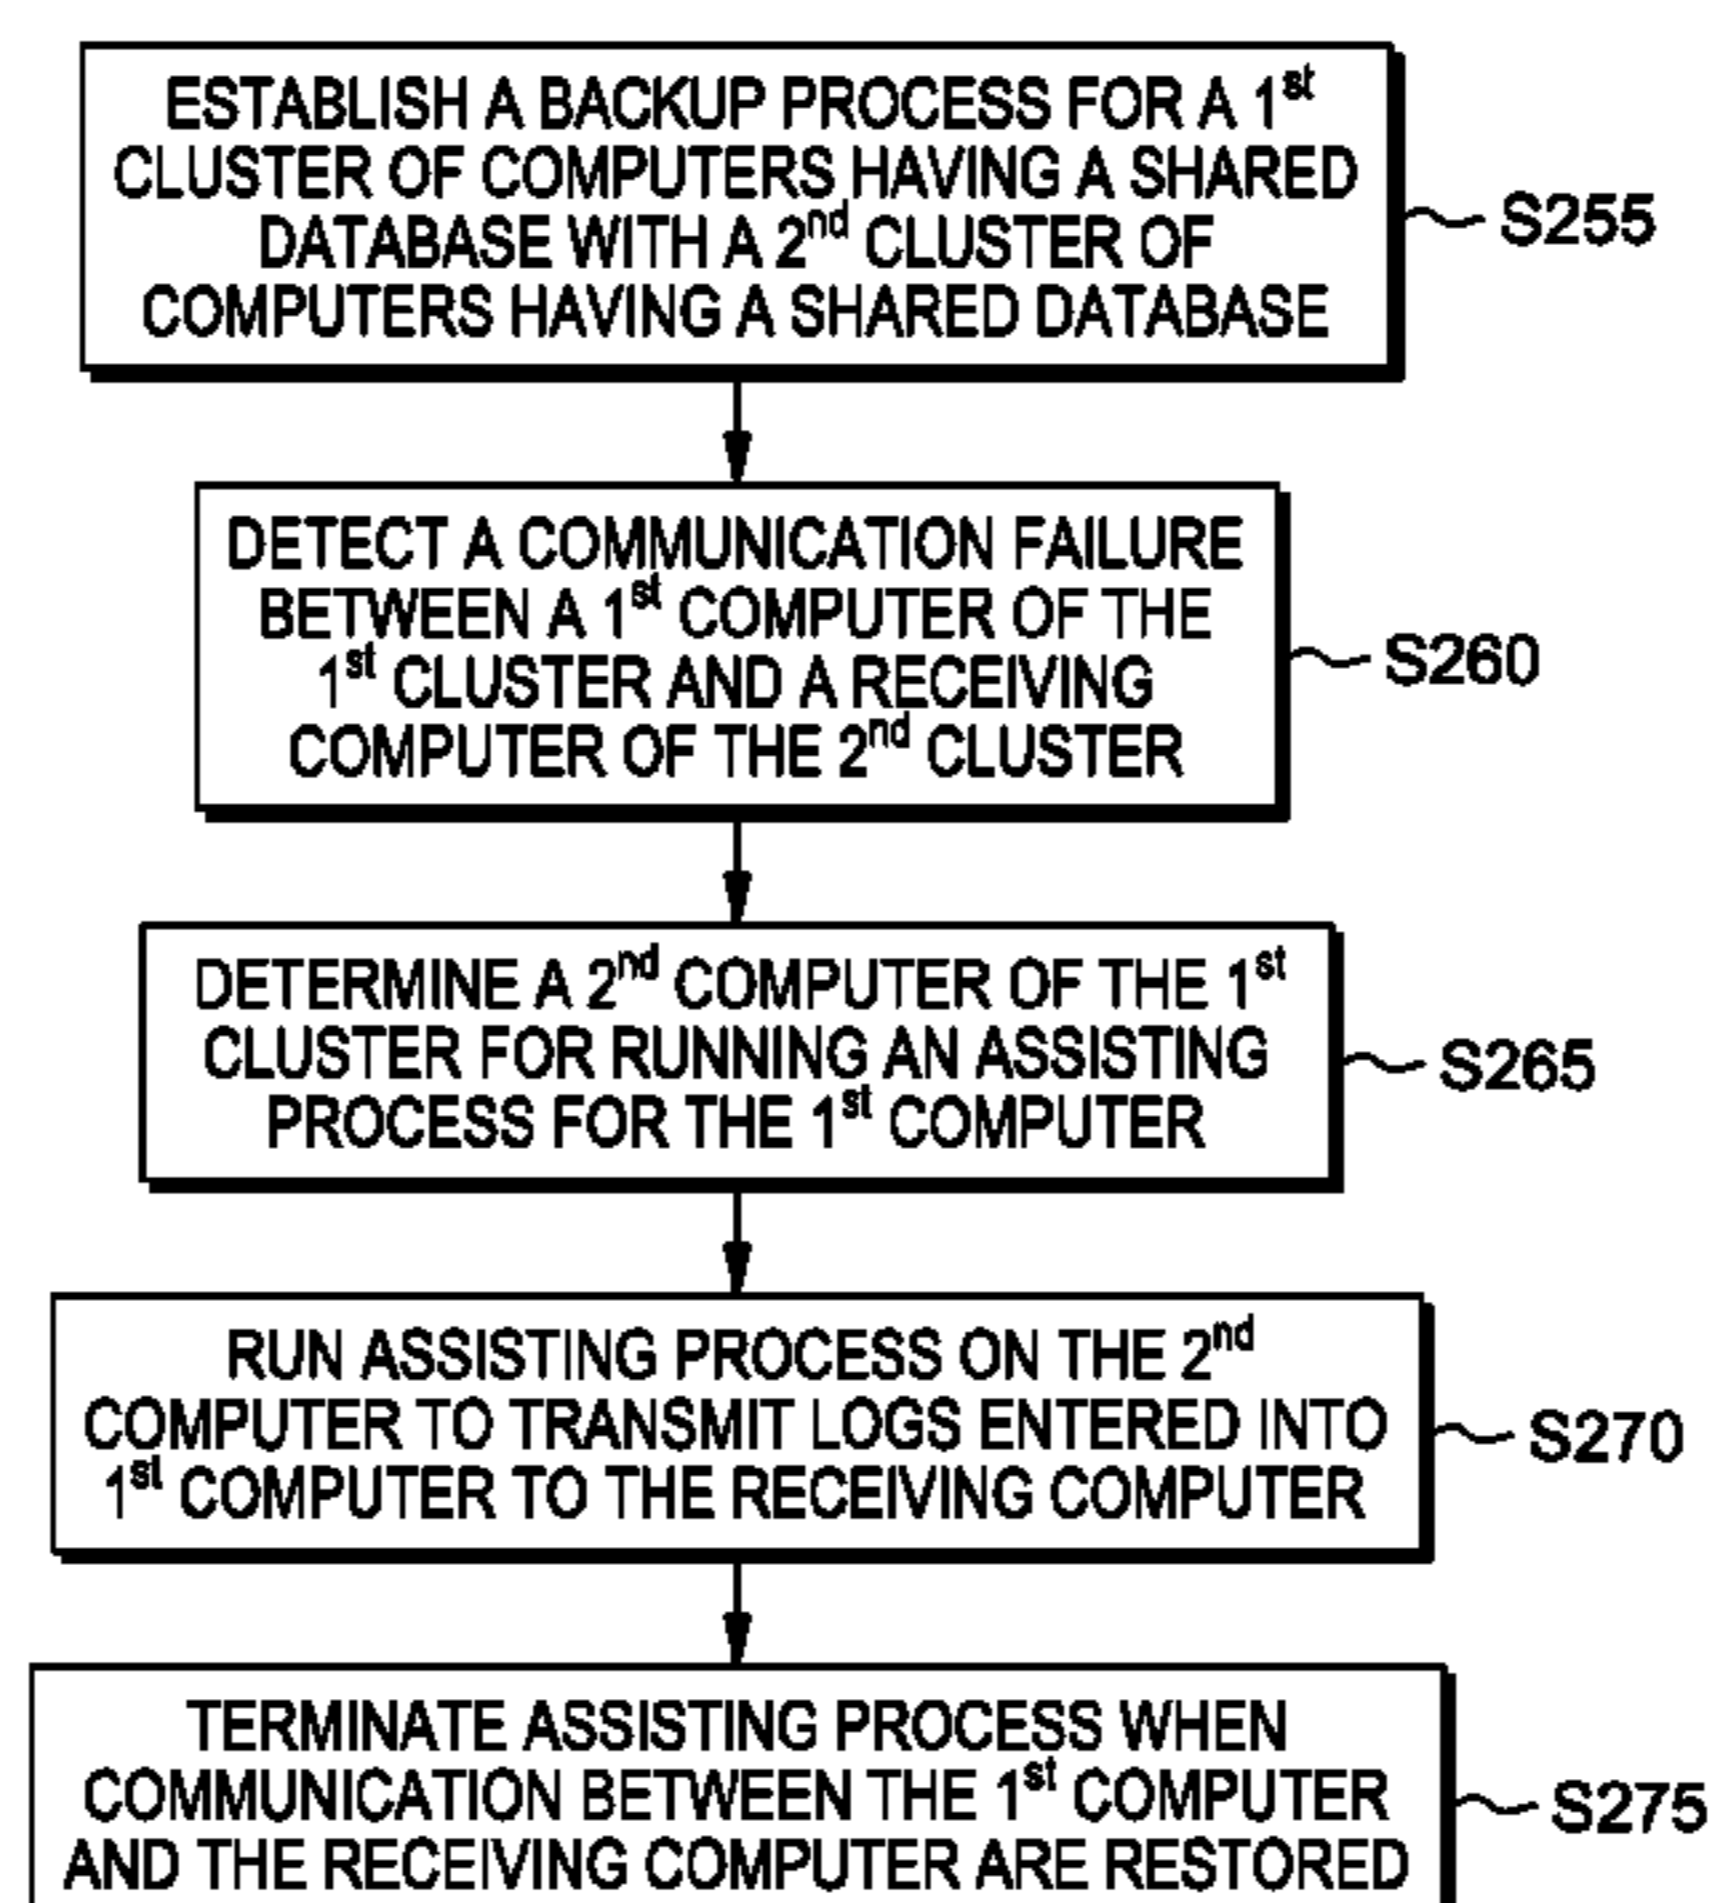 ESTABLISH A BACKUP PROCESS FOR A 1st
CLUSTER OF COMPUTERS HAVING A SHARED
DATABASE WITH A 2nd CLUSTER OF
COMPUTERS HAVING A SHARED DATABASE
S255
DETECT A COMMUNICATION FAILURE
BETWEEN A 1st COMPUTER OF THE
1st CLUSTER AND A RECEIVING
COMPUTER OF THE 2nd CLUSTER
S260
DETERMINE A 2nd COMPUTER OF THE 1st
CLUSTER FOR RUNNING AN ASSISTING
PROCESS FOR THE 1st COMPUTER
S265
RUN ASSISTING PROCESS ON THE 2nd
COMPUTER TO TRANSMIT LOGS ENTERED INTO
1st COMPUTER TO THE RECEIVING COMPUTER
S270
TERMINATE ASSISTING PROCESS WHEN
COMMUNICATION BETWEEN THE 1st COMPUTER
AND THE RECEIVING COMPUTER ARE RESTORED
S275